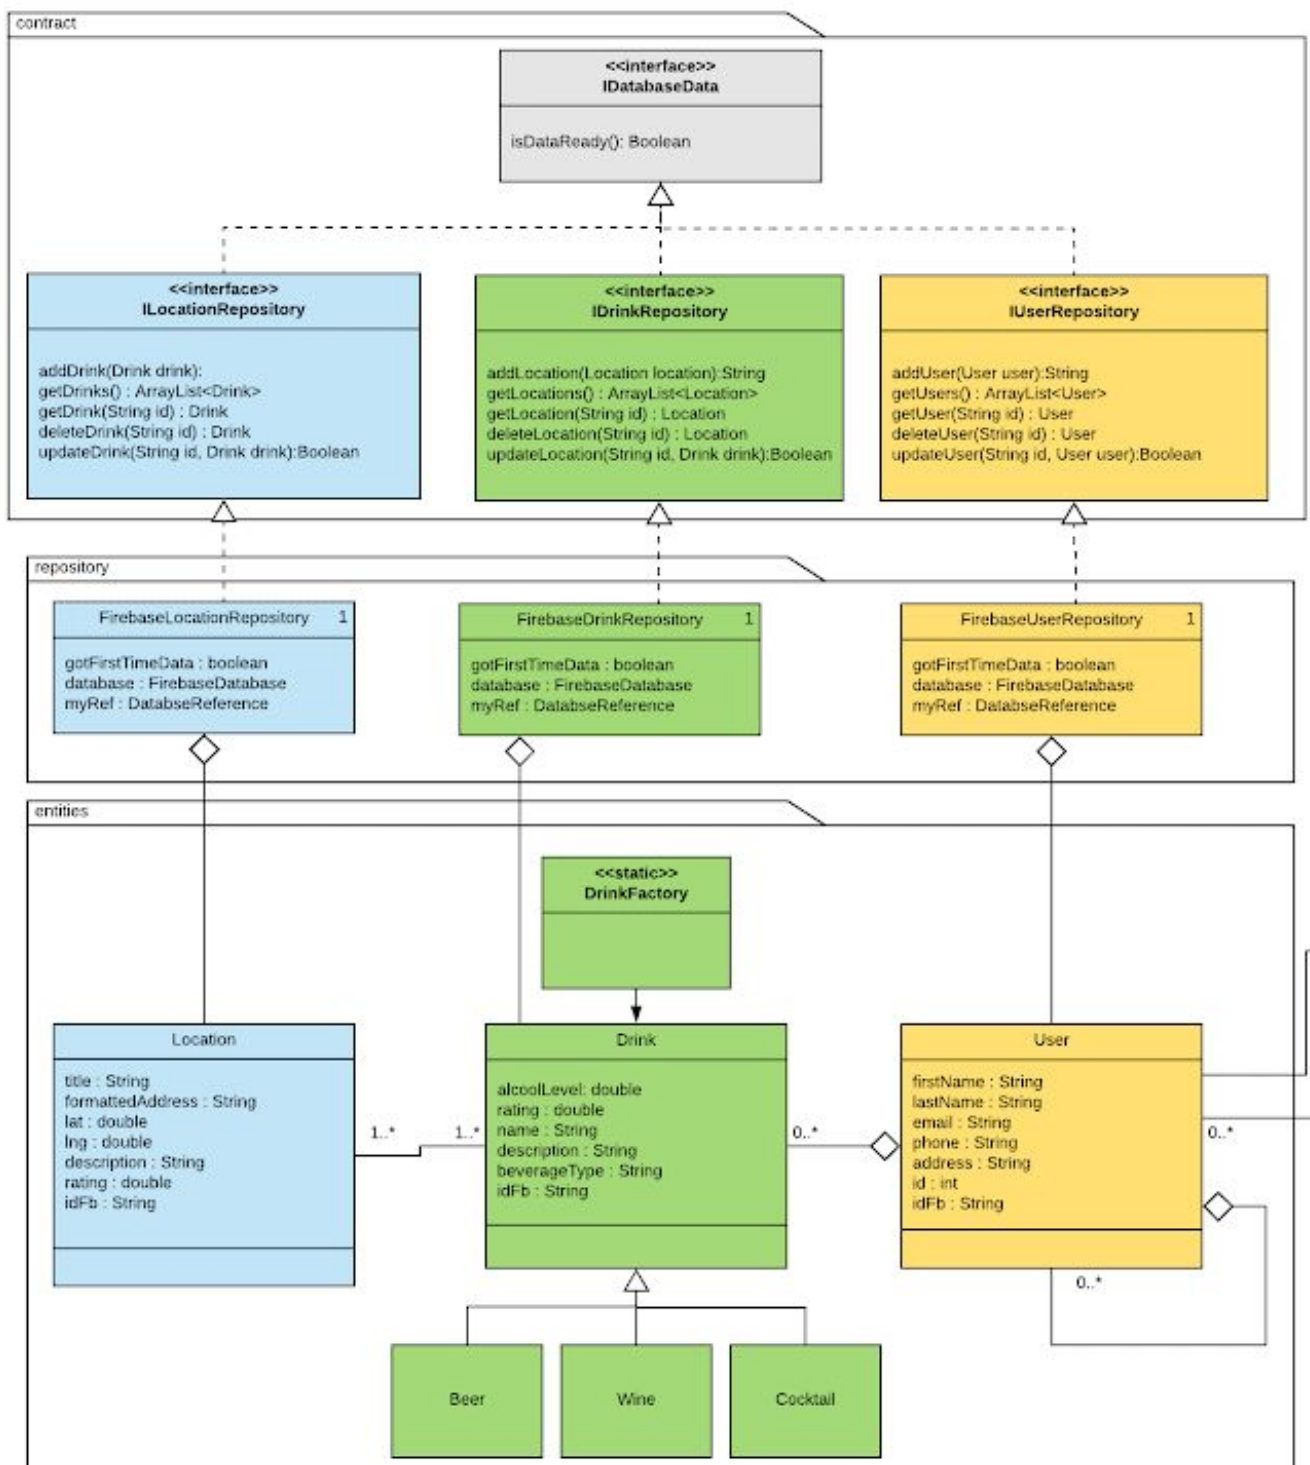 contract
<<interface>>
IDatabaseData
isDataReady(): Boolean
<<interface>>
ILocationRepository
addDrink(Drink drink):
getDrinks() : ArrayList<Drink>
getDrink(String id) : Drink
deleteDrink(String id) : Drink
updateDrink(String id, Drink drink):Boolean
<<interface>>
IDrinkRepository
addLocation(Location location):String
getLocations() : ArrayList<Location>
getLocation(String id) : Location
deleteLocation(String id) : Location
updateLocation(String id, Drink drink):Boolean
<<interface>>
IUserRepository
addUser(User user):String
getUsers() : ArrayList<User>
getUser(String id) : User
deleteUser(String id) : User
updateUser(String id, User user):Boolean
repository
FirebaseLocationRepository 1
gotFirstTimeData : boolean
database : FirebaseDatabase
myRef : DatabseReference
FirebaseDrinkRepository 1
gotFirstTimeData : boolean
database : FirebaseDatabase
myRef : DatabseReference
FirebaseUserRepository 1
gotFirstTimeData : boolean
database : FirebaseDatabase
myRef : DatabseReference
entities
<<static>>
DrinkFactory
Location
title : String
formattedAddress : String
lat : double
lng : double
description : String
rating : double
idFb : String
1..*
1..*
Drink
alcoolLevel: double
rating : double
name : String
description : String
beverageType : String
idFb : String
0..*
User
firstName : String
lastName : String
email : String
phone : String
address : String
id : int
idFb : String
0..*
0..*
Beer
Wine
Cocktail